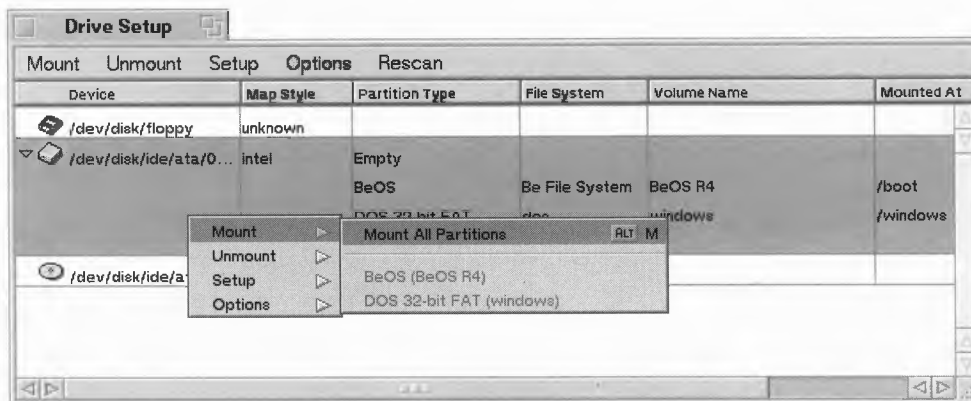 Drive Setup
Mount Unmount Setup Options Rescan
Device Map Style Partition Type File System Volume Name Mounted At
/dev/disk/floppy unknown
/dev/disk/ide/ata/0... intel Empty
BeOS Be File System BeOS R4 /boot
DOS 32-bit FAT dos windows /windows
Mount Mount All Partitions ALT M
Unmount
/dev/disk/ide/a Setup BeOS (BeOS R4)
Options DOS 32-bit FAT (windows)